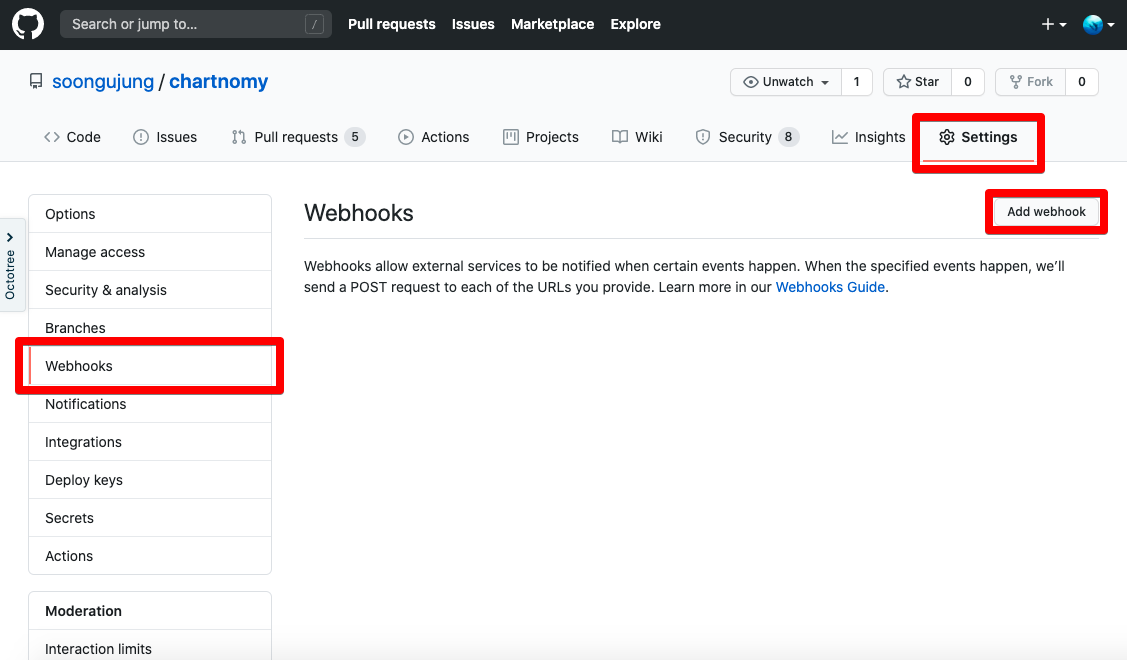 Search or jump to... /
Pull requests Issues Marketplace Explore
soongujung / chartnomy
Unwatch 1 Star 0 Fork 0
Code Issues Pull requests 5 Actions Projects Wiki Security 8 Insights Settings
Octotree
Options
Manage access
Security & analysis
Branches
Webhooks
Notifications
Integrations
Deploy keys
Secrets
Actions
Moderation
Interaction limits
Webhooks
Add webhook
Webhooks allow external services to be notified when certain events happen. When the specified events happen, we’ll
send a POST request to each of the URLs you provide. Learn more in our Webhooks Guide.